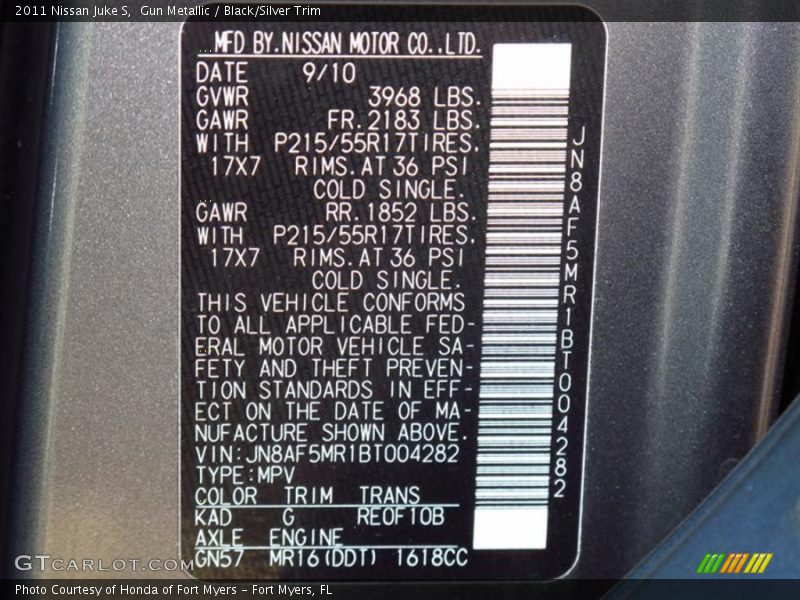 2011 Nissan Juke S,  Gun Metallic / Black/Silver Trim
MFD BY.NISSAN MOTOR CO.,LTD.
DATE 9/10
GVWR 3968 LBS.
GAWR FR.2183 LBS.
WITH P215/55R17TIRES.
17X7 RIMS.AT 36 PSI
COLD SINGLE.
GAWR RR.1852 LBS.
WITH P215/55R17TIRES.
17X7 RIMS.AT 36 PSI
COLD SINGLE.
THIS VEHICLE CONFORMS
TO ALL APPLICABLE FED-
ERAL MOTOR VEHICLE SA-
FETY AND THEFT PREVEN-
TION STANDARDS IN EFF-
ECT ON THE DATE OF MA-
NUFACTURE SHOWN ABOVE.
VIN:JN8AF5MR1BT004282
TYPE:MPV
COLOR TRIM TRANS
KAD G RE0F10B
AXLE ENGINE
GN57 MR16(DDT) 1618CC
JN8AF5MR1BT004282
GTCARLOT.COM
Photo Courtesy of Honda of Fort Myers – Fort Myers, FL